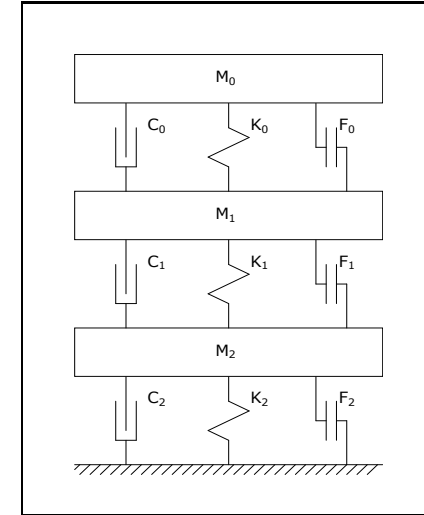 M₀
C₀ K₀ F₀
M₁
C₁ K₁ F₁
M₂
C₂ K₂ F₂